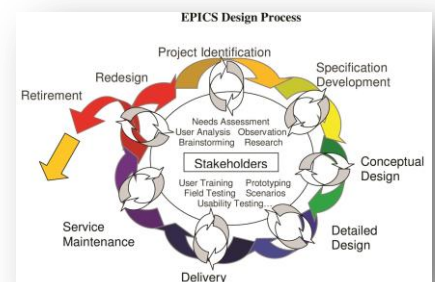 EPICS Design Process
Project Identification
Redesign
Specification
Development
Retirement
Needs Assessment
User Analysis Observation
Brainstorming Research
Stakeholders
Conceptual
Design
User Training Prototyping
Field Testing Scenarios
Usability Testing...
Service
Maintenance
Detailed
Design
Delivery